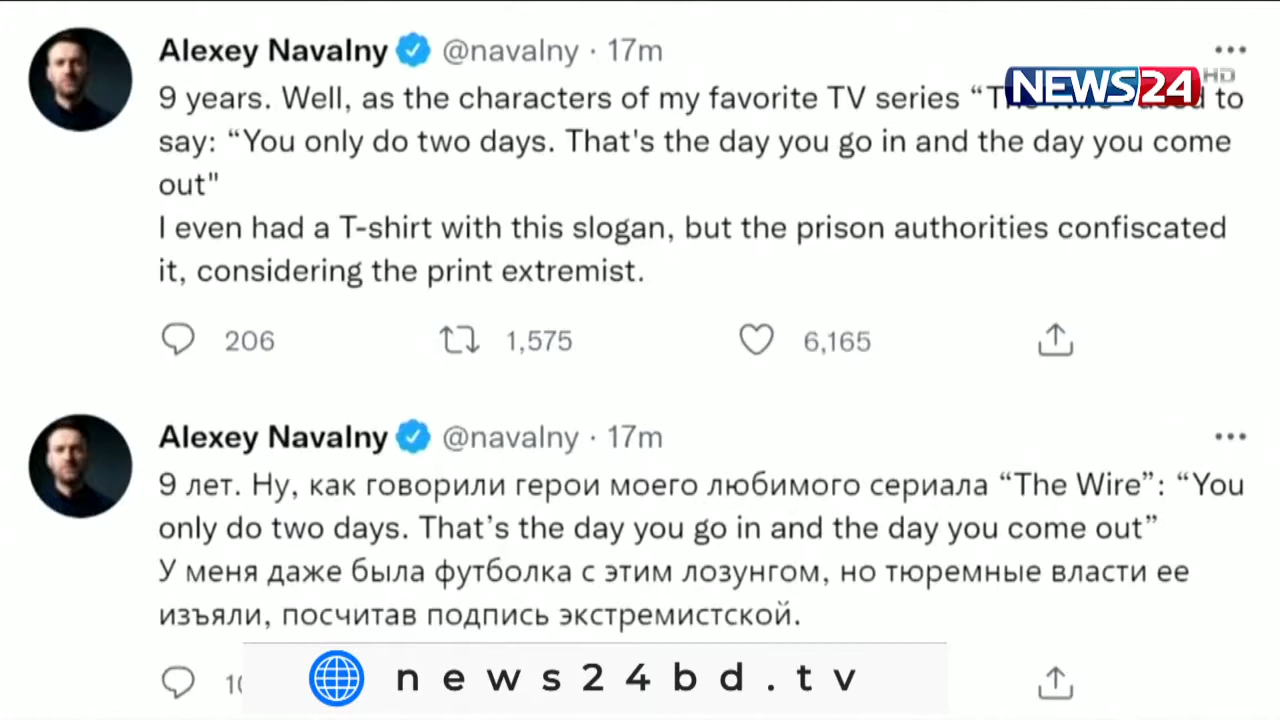 Alexey Navalny @navalny · 17m
NEWS24 HD
9 years. Well, as the characters of my favorite TV series “The Wire” used to
say: “You only do two days. That's the day you go in and the day you come
out"
I even had a T-shirt with this slogan, but the prison authorities confiscated
it, considering the print extremist.
206 1,575 6,165
Alexey Navalny @navalny · 17m
9 лет. Ну, как говорили герои моего любимого сериала “The Wire”: “You
only do two days. That’s the day you go in and the day you come out”
У меня даже была футболка с этим лозунгом, но тюремные власти ее
изъяли, посчитав подпись экстремистской.
news24bd.tv